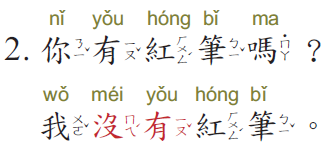 nǐ yǒu hóng bǐ ma
2. 你ㄋㄧˇ有ㄧㄡˇ紅ㄏㄨㄥˊ筆ㄅㄧˇ嗎˙ㄇㄚ？
wǒ méi yǒu hóng bǐ
我ㄨㄛˇ沒ㄇㄟˊ有ㄧㄡˇ紅ㄏㄨㄥˊ筆ㄅㄧˇ。